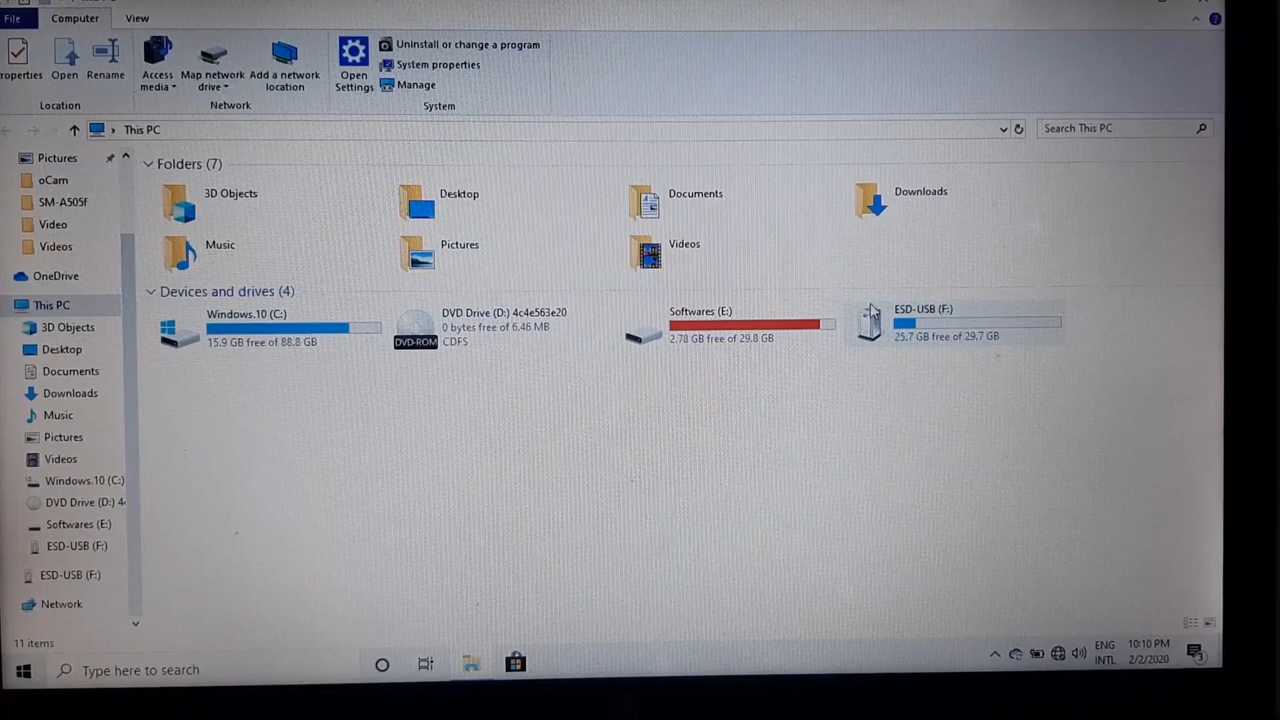 File Computer View
Access media Map network drive Add a network location Open Settings Uninstall or change a program
Open Rename System properties
Manage
Location Network System
This PC Search This PC
Pictures
oCam
SM-A505f
Video
Videos
OneDrive
This PC
3D Objects
Desktop
Documents
Downloads
Music
Pictures
Videos
Windows.10 (C:)
DVD Drive (D:) 4
Softwares (E:)
ESD-USB (F:)
ESD-USB (F:)
Network
Folders (7)
3D Objects Desktop Documents Downloads
Music Pictures Videos
Devices and drives (4)
Windows.10 (C:)
15.9 GB free of 88.8 GB
DVD Drive (D:) 4c4e563e20
0 bytes free of 6.46 MB
CDFS
DVD-ROM
Softwares (E:)
2.78 GB free of 29.8 GB
ESD-USB (F:)
25.7 GB free of 29.7 GB
11 items
Type here to search
ENG
INTL
10:10 PM
2/2/2020
3